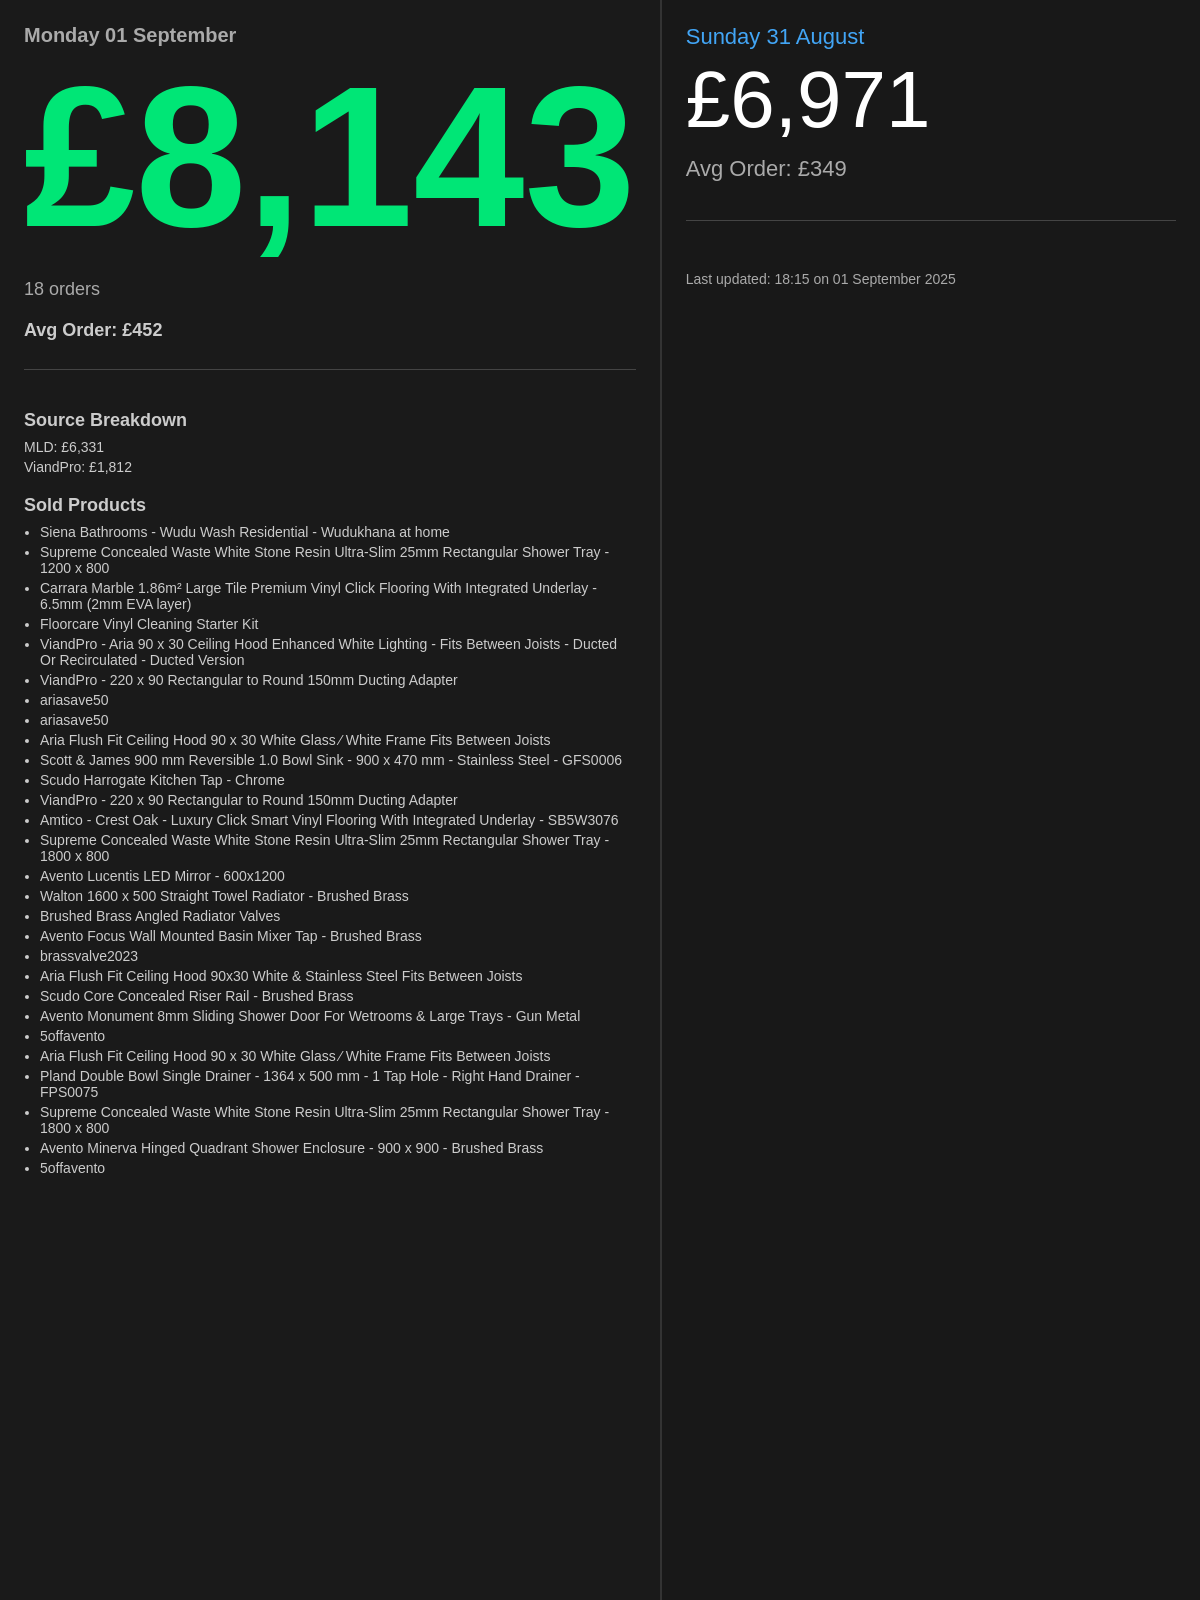 Monday 01 September
£8,143
18 orders
Avg Order: £452
Source Breakdown
MLD: £6,331
ViandPro: £1,812
Sold Products
• Siena Bathrooms - Wudu Wash Residential - Wudukhana at home
• Supreme Concealed Waste White Stone Resin Ultra-Slim 25mm Rectangular Shower Tray -
1200 x 800
• Carrara Marble 1.86m² Large Tile Premium Vinyl Click Flooring With Integrated Underlay -
6.5mm (2mm EVA layer)
• Floorcare Vinyl Cleaning Starter Kit
• ViandPro - Aria 90 x 30 Ceiling Hood Enhanced White Lighting - Fits Between Joists - Ducted
Or Recirculated - Ducted Version
• ViandPro - 220 x 90 Rectangular to Round 150mm Ducting Adapter
• ariasave50
• ariasave50
• Aria Flush Fit Ceiling Hood 90 x 30 White Glass ⁄ White Frame Fits Between Joists
• Scott & James 900 mm Reversible 1.0 Bowl Sink - 900 x 470 mm - Stainless Steel - GFS0006
• Scudo Harrogate Kitchen Tap - Chrome
• ViandPro - 220 x 90 Rectangular to Round 150mm Ducting Adapter
• Amtico - Crest Oak - Luxury Click Smart Vinyl Flooring With Integrated Underlay - SB5W3076
• Supreme Concealed Waste White Stone Resin Ultra-Slim 25mm Rectangular Shower Tray -
1800 x 800
• Avento Lucentis LED Mirror - 600x1200
• Walton 1600 x 500 Straight Towel Radiator - Brushed Brass
• Brushed Brass Angled Radiator Valves
• Avento Focus Wall Mounted Basin Mixer Tap - Brushed Brass
• brassvalve2023
• Aria Flush Fit Ceiling Hood 90x30 White & Stainless Steel Fits Between Joists
• Scudo Core Concealed Riser Rail - Brushed Brass
• Avento Monument 8mm Sliding Shower Door For Wetrooms & Large Trays - Gun Metal
• 5offavento
• Aria Flush Fit Ceiling Hood 90 x 30 White Glass ⁄ White Frame Fits Between Joists
• Pland Double Bowl Single Drainer - 1364 x 500 mm - 1 Tap Hole - Right Hand Drainer -
FPS0075
• Supreme Concealed Waste White Stone Resin Ultra-Slim 25mm Rectangular Shower Tray -
1800 x 800
• Avento Minerva Hinged Quadrant Shower Enclosure - 900 x 900 - Brushed Brass
• 5offavento
Sunday 31 August
£6,971
Avg Order: £349
Last updated: 18:15 on 01 September 2025